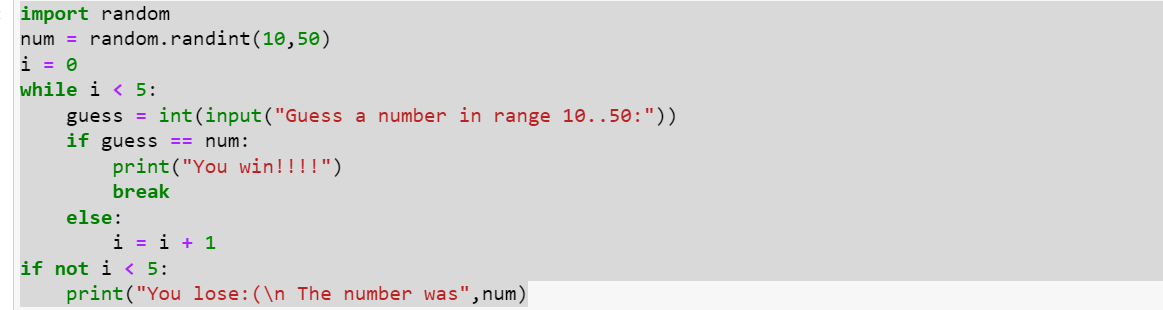 import random
num = random.randint(10,50)
i = 0
while i < 5:
    guess = int(input("Guess a number in range 10..50:"))
    if guess == num:
        print("You win!!!!")
        break
    else:
        i = i + 1
if not i < 5:
    print("You lose:(\n The number was",num)